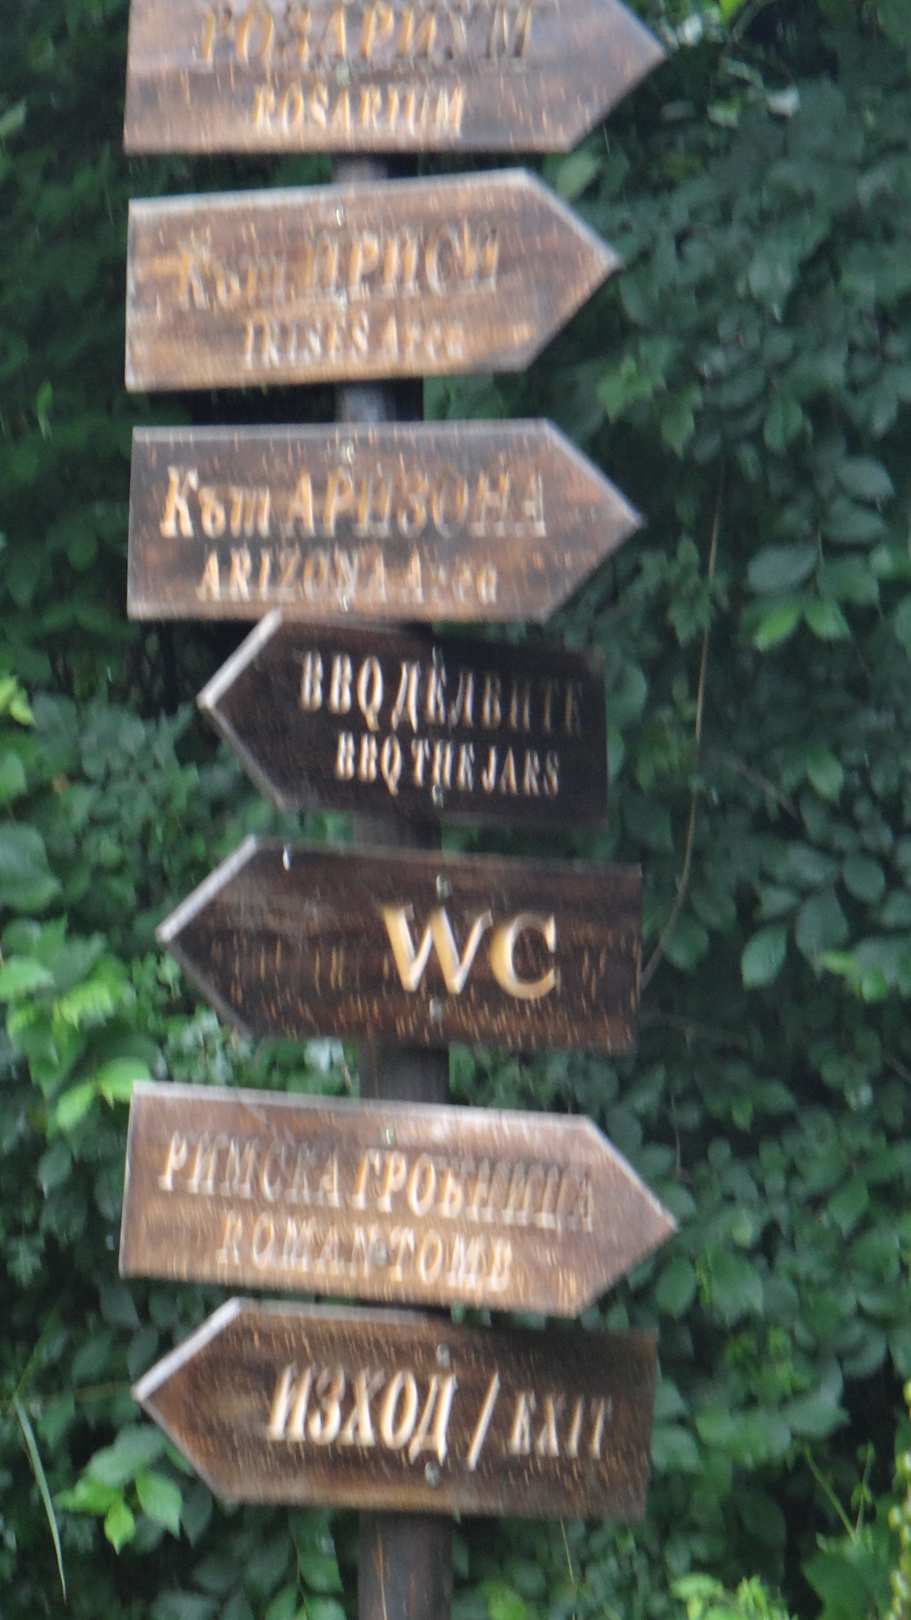 РОЗАРИУМ
ROSARIUM
Кът ИРИСИ
IRISES Area
Кът АРИЗОНА
ARIZONA Area
BBQ ДЕЛВИТЕ
BBQ THE JARS
WC
РИМСКА ГРОБНИЦА
ROMAN TOMB
ИЗХОД / EXIT